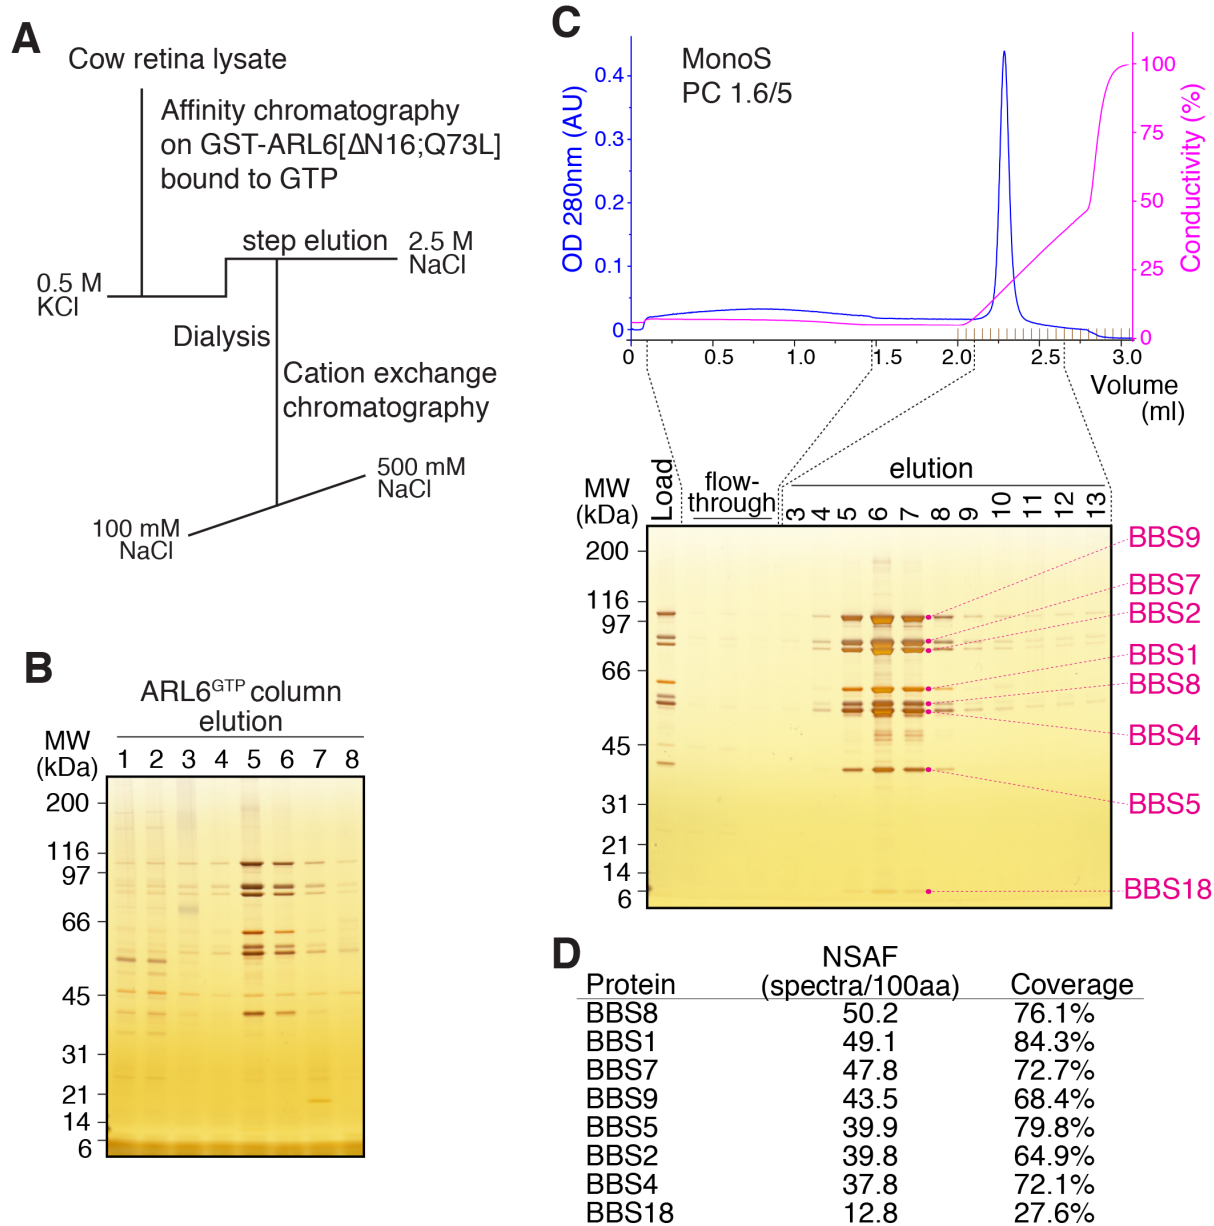 A
Cow retina lysate
Affinity chromatography
on GST-ARL6[ΔN16;Q73L]
bound to GTP
step elution
2.5 M
NaCl
0.5 M
KCl
Dialysis
Cation exchange
chromatography
500 mM
NaCl
100 mM
NaCl
B
ARL6GTP column
elution
MW
(kDa)
1 2 3 4 5 6 7 8
200
116
97
66
45
31
21
14
6
C
MonoS
PC 1.6/5
OD 280nm (AU)
0.4
0.3
0.2
0.1
0
Conductivity (%)
100
75
50
25
0
0 0.5 1.0 1.5 2.0 2.5 3.0
Volume
(ml)
MW
(kDa)
Load
flow-
through
elution
3 4 5 6 7 8 9 10 11 12 13
200
116
97
66
45
31
21
14
6
BBS9
BBS7
BBS2
BBS1
BBS8
BBS4
BBS5
BBS18
D
NSAF
Protein (spectra/100aa) Coverage
BBS8 50.2 76.1%
BBS1 49.1 84.3%
BBS7 47.8 72.7%
BBS9 43.5 68.4%
BBS5 39.9 79.8%
BBS2 39.8 64.9%
BBS4 37.8 72.1%
BBS18 12.8 27.6%